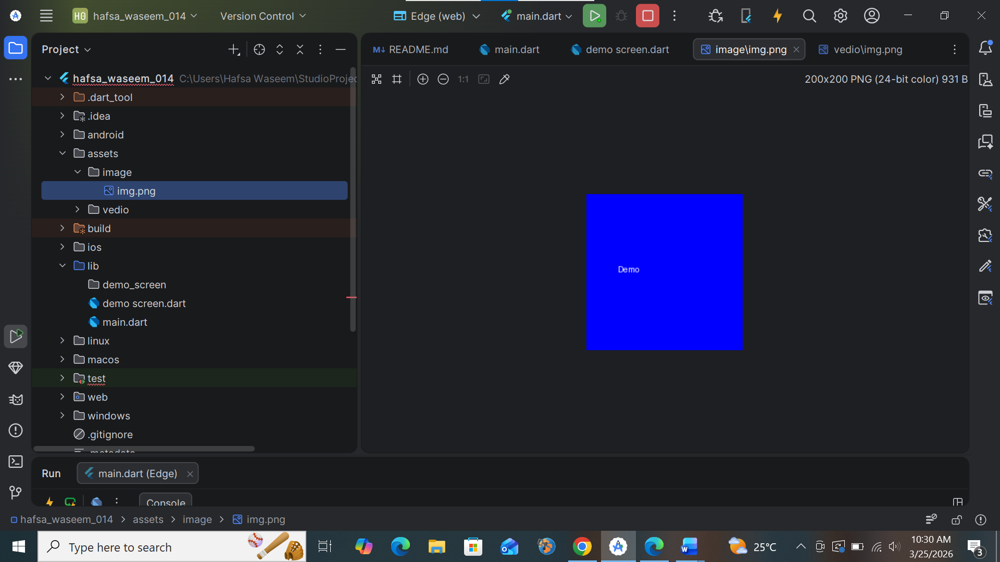 H0 hafsa_waseem_014
Version Control
Edge (web)
main.dart
Project
README.md
main.dart
demo screen.dart
image\img.png
vedio\img.png
hafsa_waseem_014 C:\Users\Hafsa Waseem\StudioProjec
1:1
200x200 PNG (24-bit color) 931 B
.dart_tool
.idea
android
assets
image
img.png
vedio
build
ios
lib
demo_screen
demo screen.dart
main.dart
linux
macos
test
web
windows
.gitignore
.metadata
Demo
Run
main.dart (Edge)
Console
hafsa_waseem_014 > assets > image > img.png
Type here to search
25°C
10:30 AM
3/25/2026
3